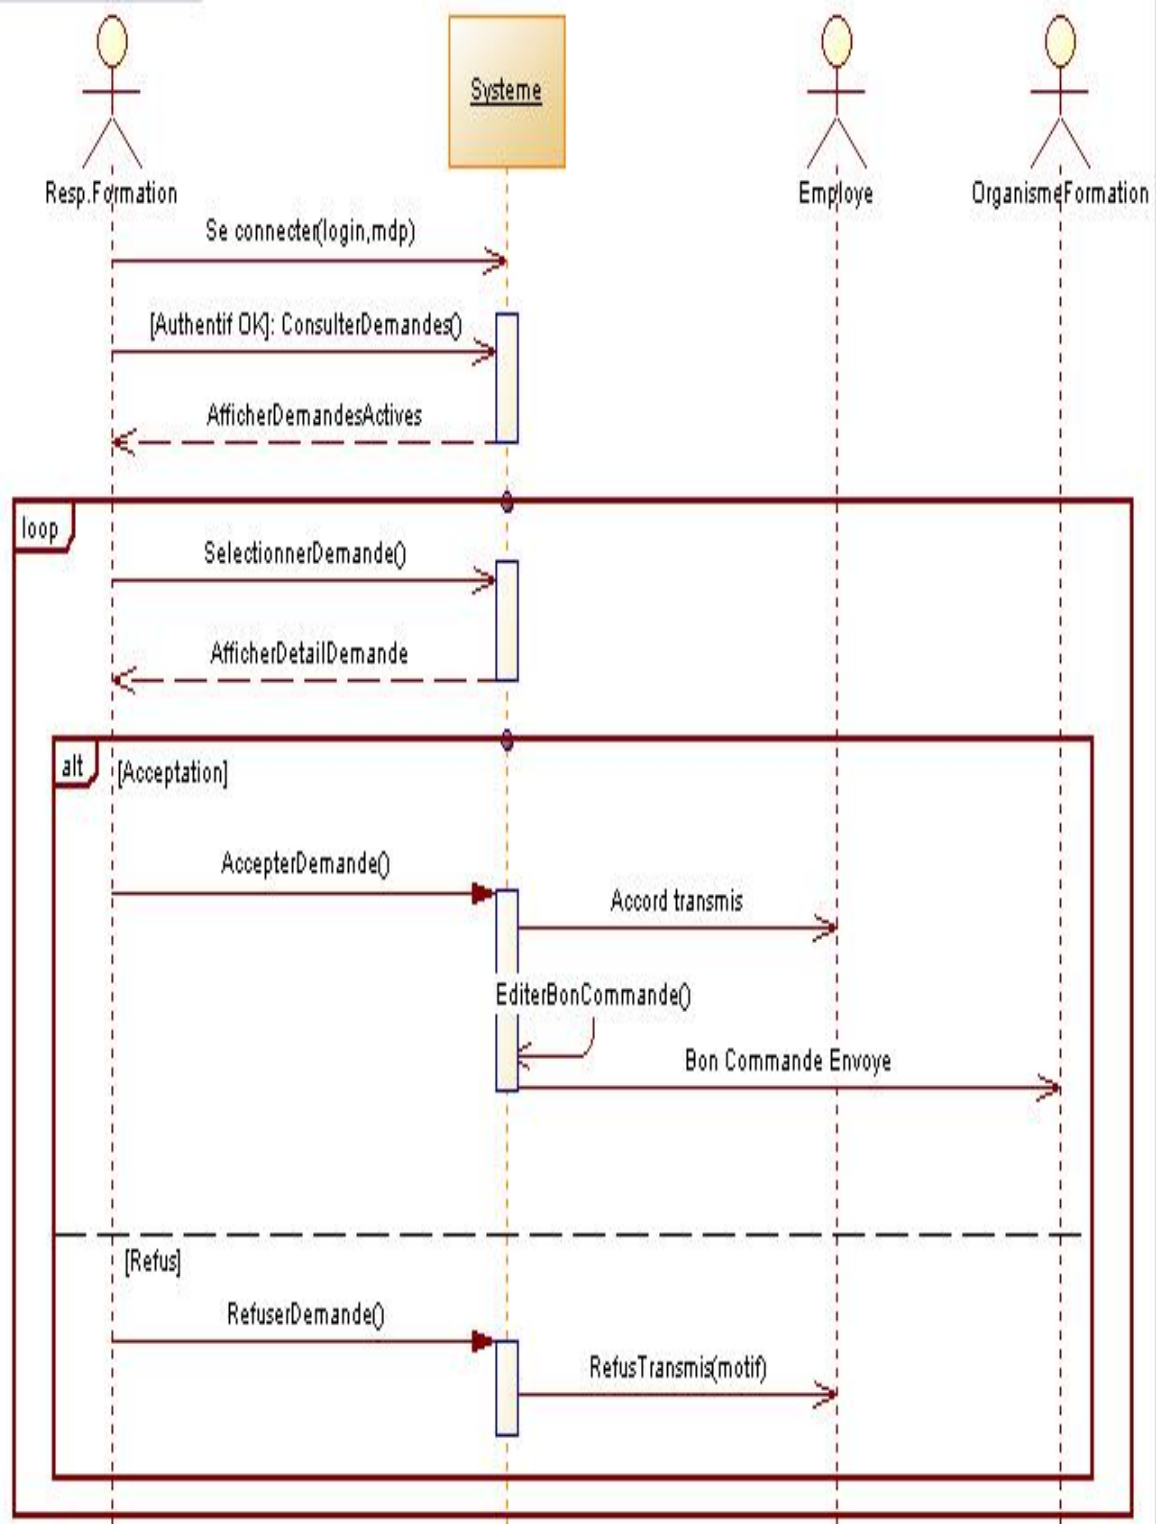 Systeme
Resp.Formation
Employe
OrganismeFormation
Se connecter(login,mdp)
[Authentif OK]: ConsulterDemandes()
AfficherDemandesActives
loop
SelectionnerDemande()
AfficherDetailDemande
alt
[Acceptation]
AccepterDemande()
Accord transmis
EditerBonCommande()
Bon Commande Envoye
[Refus]
RefuserDemande()
RefusTransmis(motif)